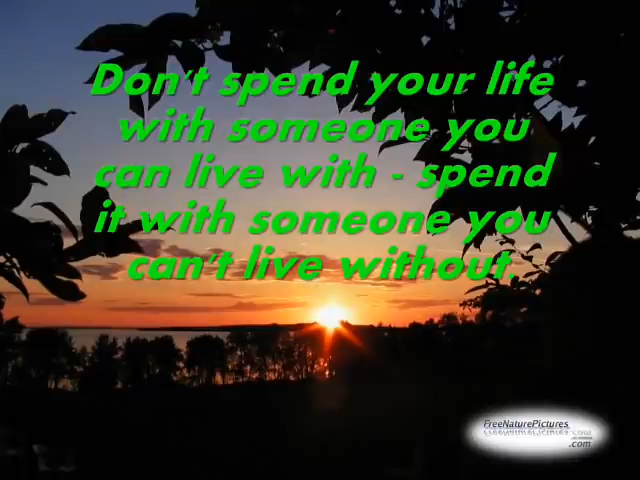 Don't spend your life
with someone you
can live with - spend
it with someone you
can't live without.
FreeNaturePictures
.com